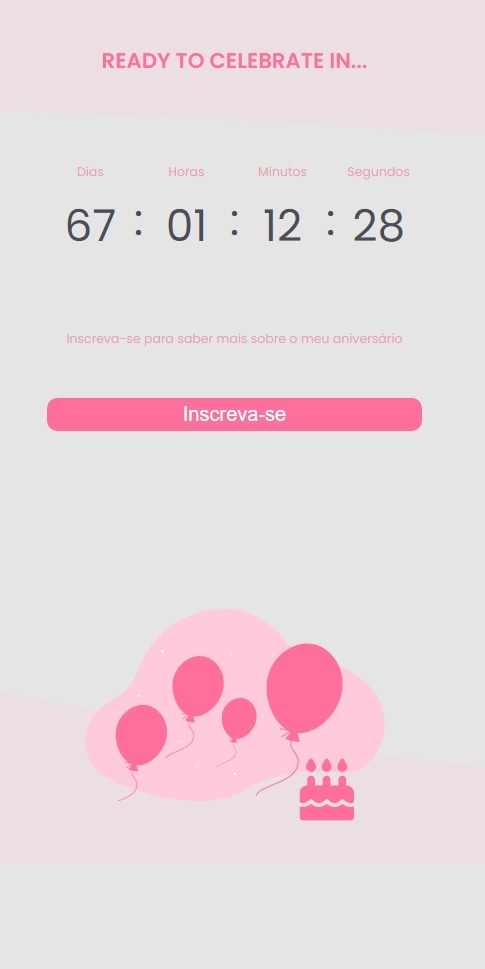 READY TO CELEBRATE IN...
Dias Horas Minutos Segundos
67 : 01 : 12 : 28
Inscreva-se para saber mais sobre o meu aniversário
Inscreva-se